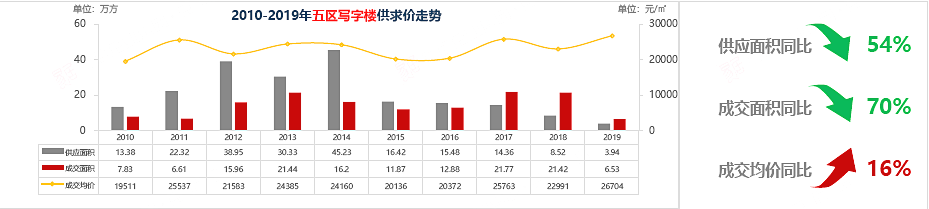 单位：万方
2010-2019年五区写字楼供求价走势
单位：元/㎡
60
40
20
0
30000
20000
10000
0
2010 2011 2012 2013 2014 2015 2016 2017 2018 2019
供应面积 13.38 22.32 38.95 30.33 45.23 16.42 15.48 14.36 8.52 3.94
成交面积 7.83 6.61 15.96 21.44 16.2 11.87 12.88 21.77 21.42 6.53
成交均价 19511 25537 21583 24385 24160 20136 20372 25763 22991 26704
供应面积同比 54%
成交面积同比 70%
成交均价同比 16%